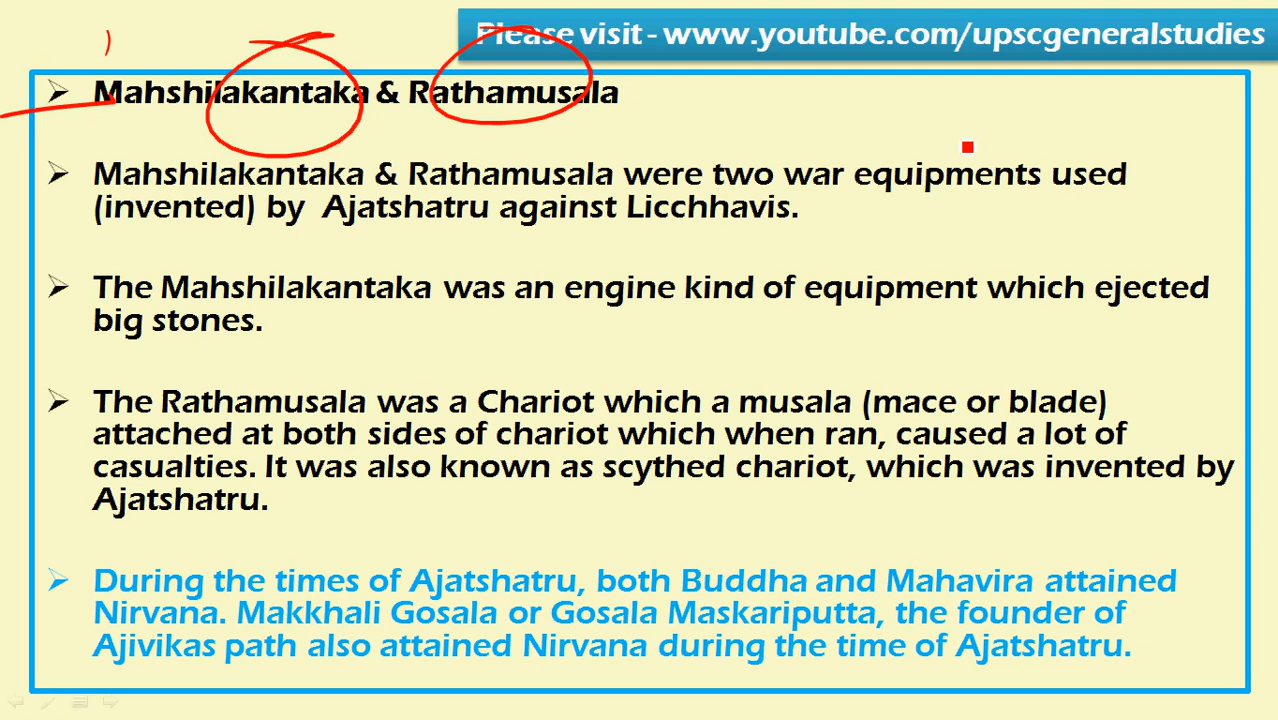 Please visit - www.youtube.com/upscgeneralstudies
Mahshilakantaka & Rathamusala
Mahshilakantaka & Rathamusala were two war equipments used
(invented) by Ajatshatru against Licchhavis.
The Mahshilakantaka was an engine kind of equipment which ejected
big stones.
The Rathamusala was a Chariot which a musala (mace or blade)
attached at both sides of chariot which when ran, caused a lot of
casualties. It was also known as scythed chariot, which was invented by
Ajatshatru.
During the times of Ajatshatru, both Buddha and Mahavira attained
Nirvana. Makkhali Gosala or Gosala Maskariputta, the founder of
Ajivikas path also attained Nirvana during the time of Ajatshatru.